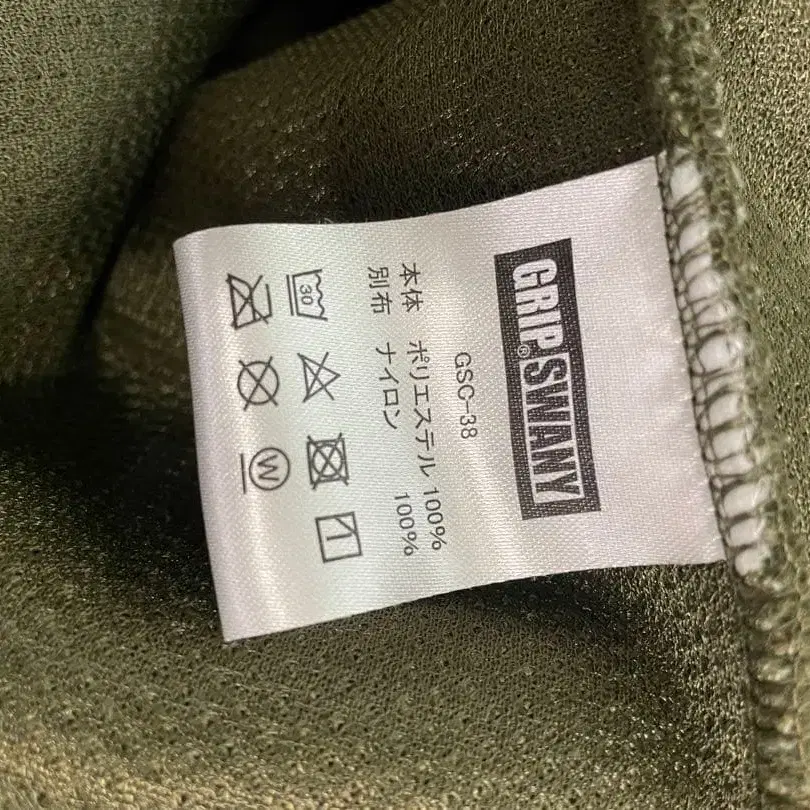 GRIP® SWANY
GSC-38
本体 ポリエステル 100%
別布 ナイロン 100%
30
W